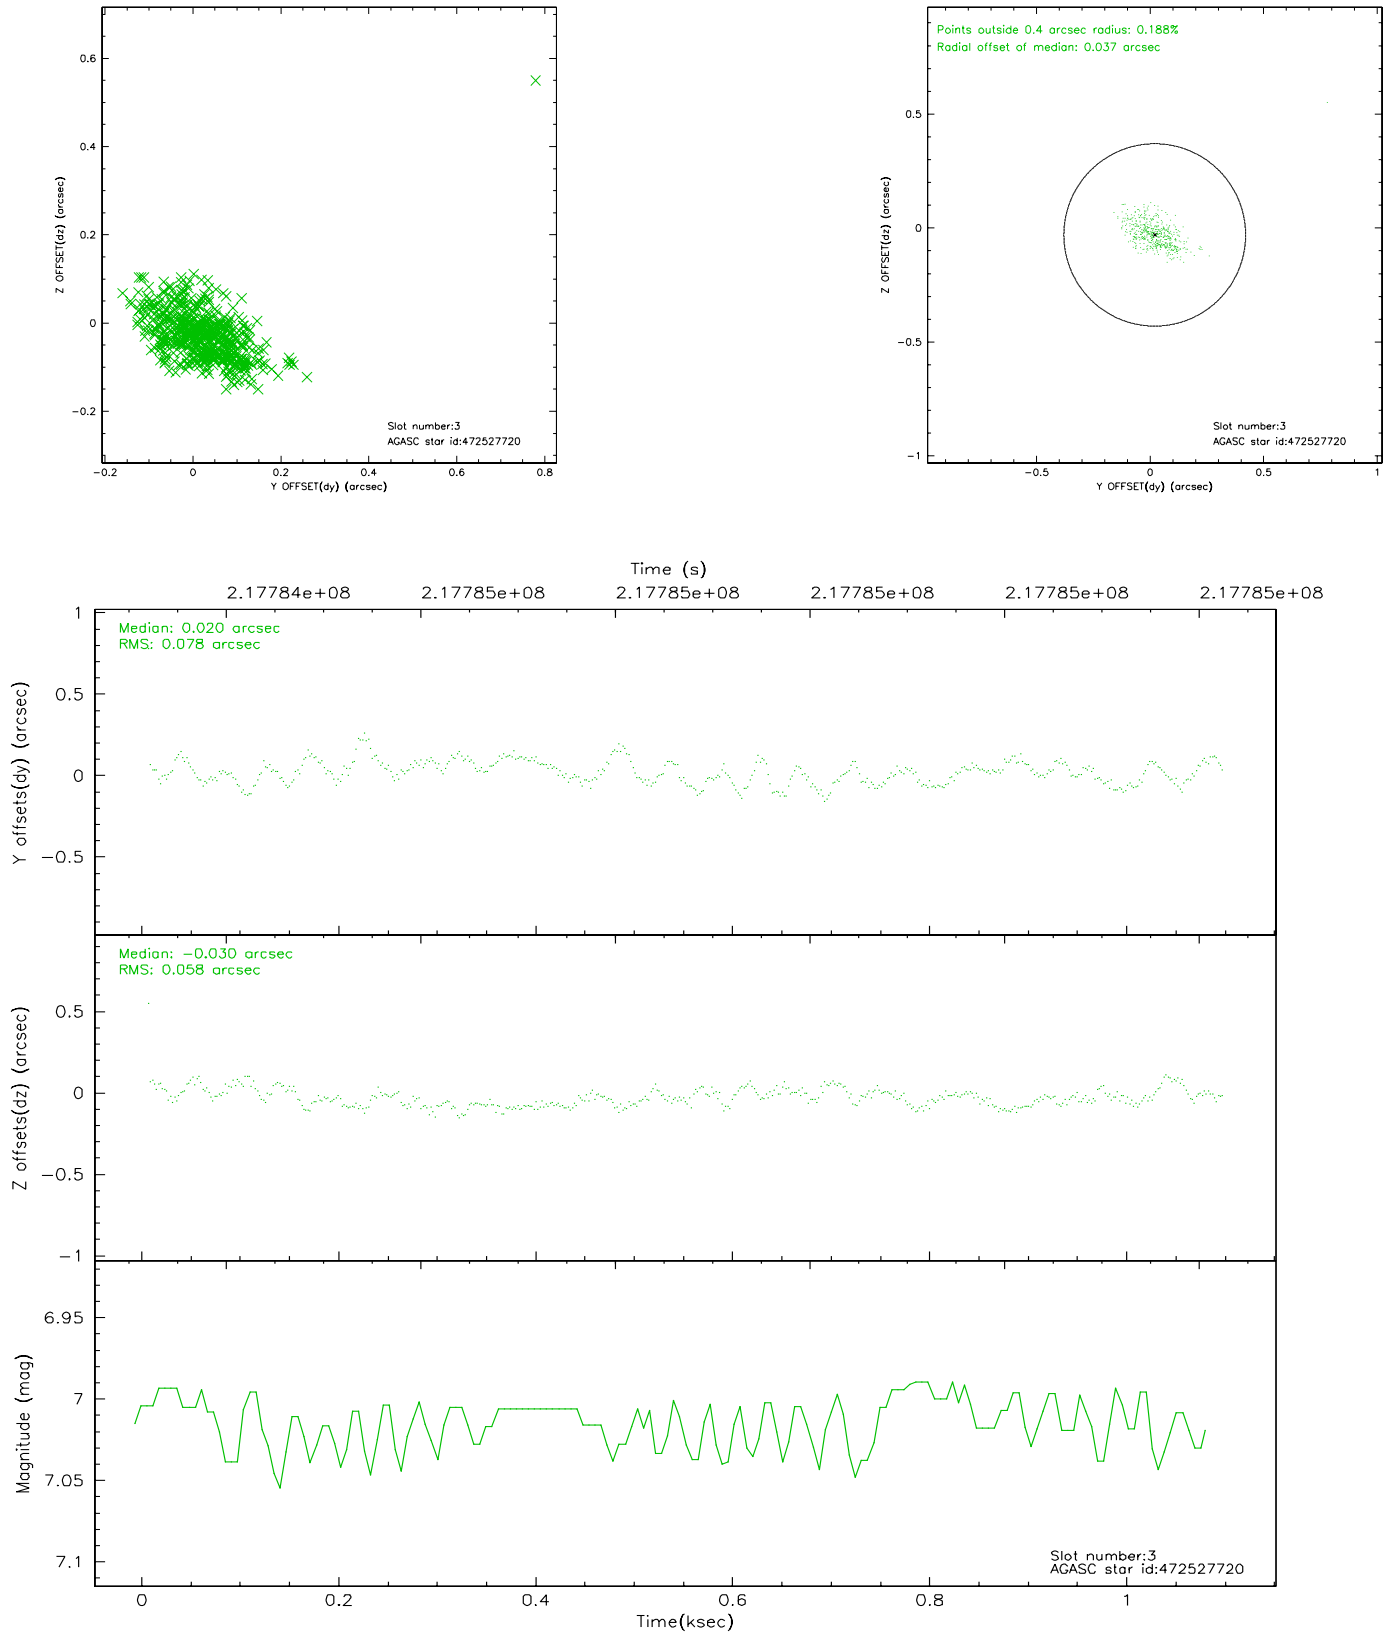 0.6
0.4
0.2
0
−0.2
Z OFFSET(dz) (arcsec)
Slot number:3
AGASC star id:472527720
−0.2 0 0.2 0.4 0.6 0.8
Y OFFSET(dy) (arcsec)
Points outside 0.4 arcsec radius: 0.188%
Radial offset of median: 0.037 arcsec
0.5
0
−0.5
−1
Z OFFSET(dz) (arcsec)
Slot number:3
AGASC star id:472527720
−0.5 0 0.5 1
Y OFFSET(dy) (arcsec)
Time (s)
2.17784e+08 2.17785e+08 2.17785e+08 2.17785e+08 2.17785e+08 2.17785e+08
Median: 0.020 arcsec
RMS: 0.078 arcsec
1
0.5
0
−0.5
Y offsets(dy) (arcsec)
Median: −0.030 arcsec
RMS: 0.058 arcsec
0.5
0
−0.5
−1
Z offsets(dz) (arcsec)
6.95
7
7.05
7.1
Magnitude (mag)
Slot number:3
AGASC star id:472527720
0 0.2 0.4 0.6 0.8 1
Time(ksec)